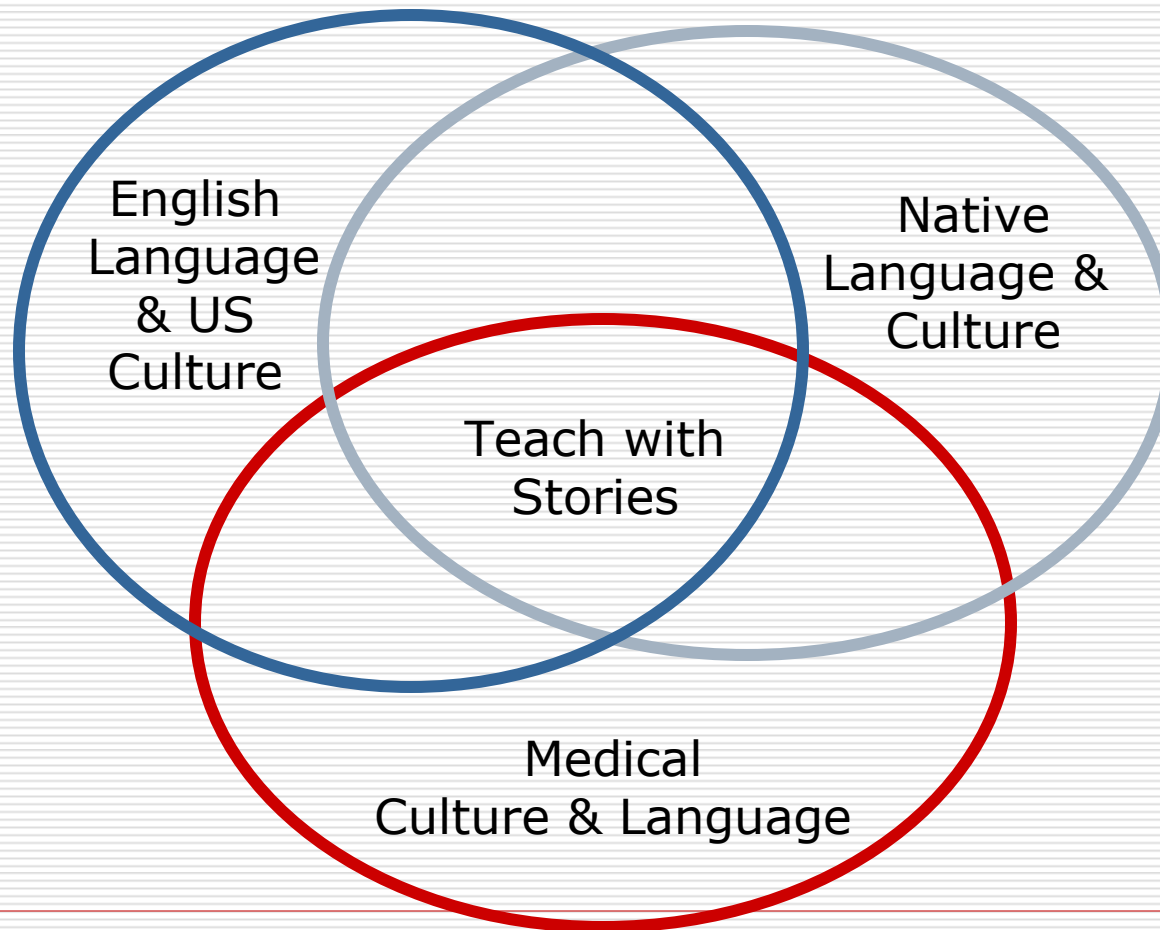 English
Language
& US
Culture
Native
Language &
Culture
Teach with
Stories
Medical
Culture & Language